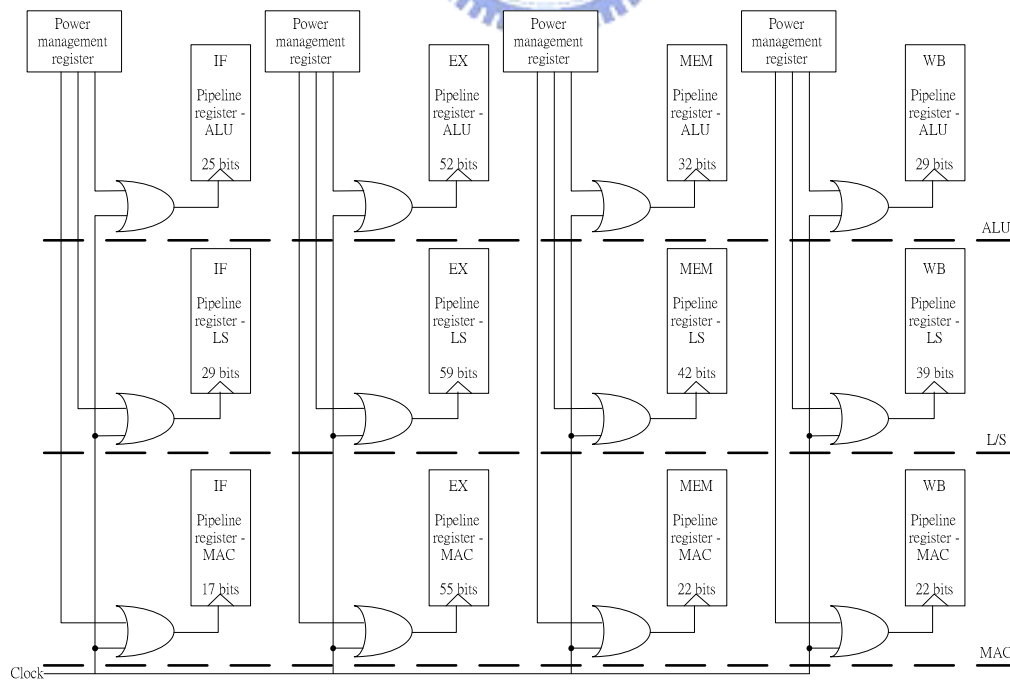 Power
management
register
Power
management
register
Power
management
register
Power
management
register
IF
Pipeline
register -
ALU
25 bits
EX
Pipeline
register -
ALU
52 bits
MEM
Pipeline
register -
ALU
32 bits
WB
Pipeline
register -
ALU
29 bits
ALU
IF
Pipeline
register -
LS
29 bits
EX
Pipeline
register -
LS
59 bits
MEM
Pipeline
register -
LS
42 bits
WB
Pipeline
register -
LS
39 bits
L/S
IF
Pipeline
register -
MAC
17 bits
EX
Pipeline
register -
MAC
55 bits
MEM
Pipeline
register -
MAC
22 bits
WB
Pipeline
register -
MAC
22 bits
MAC
Clock